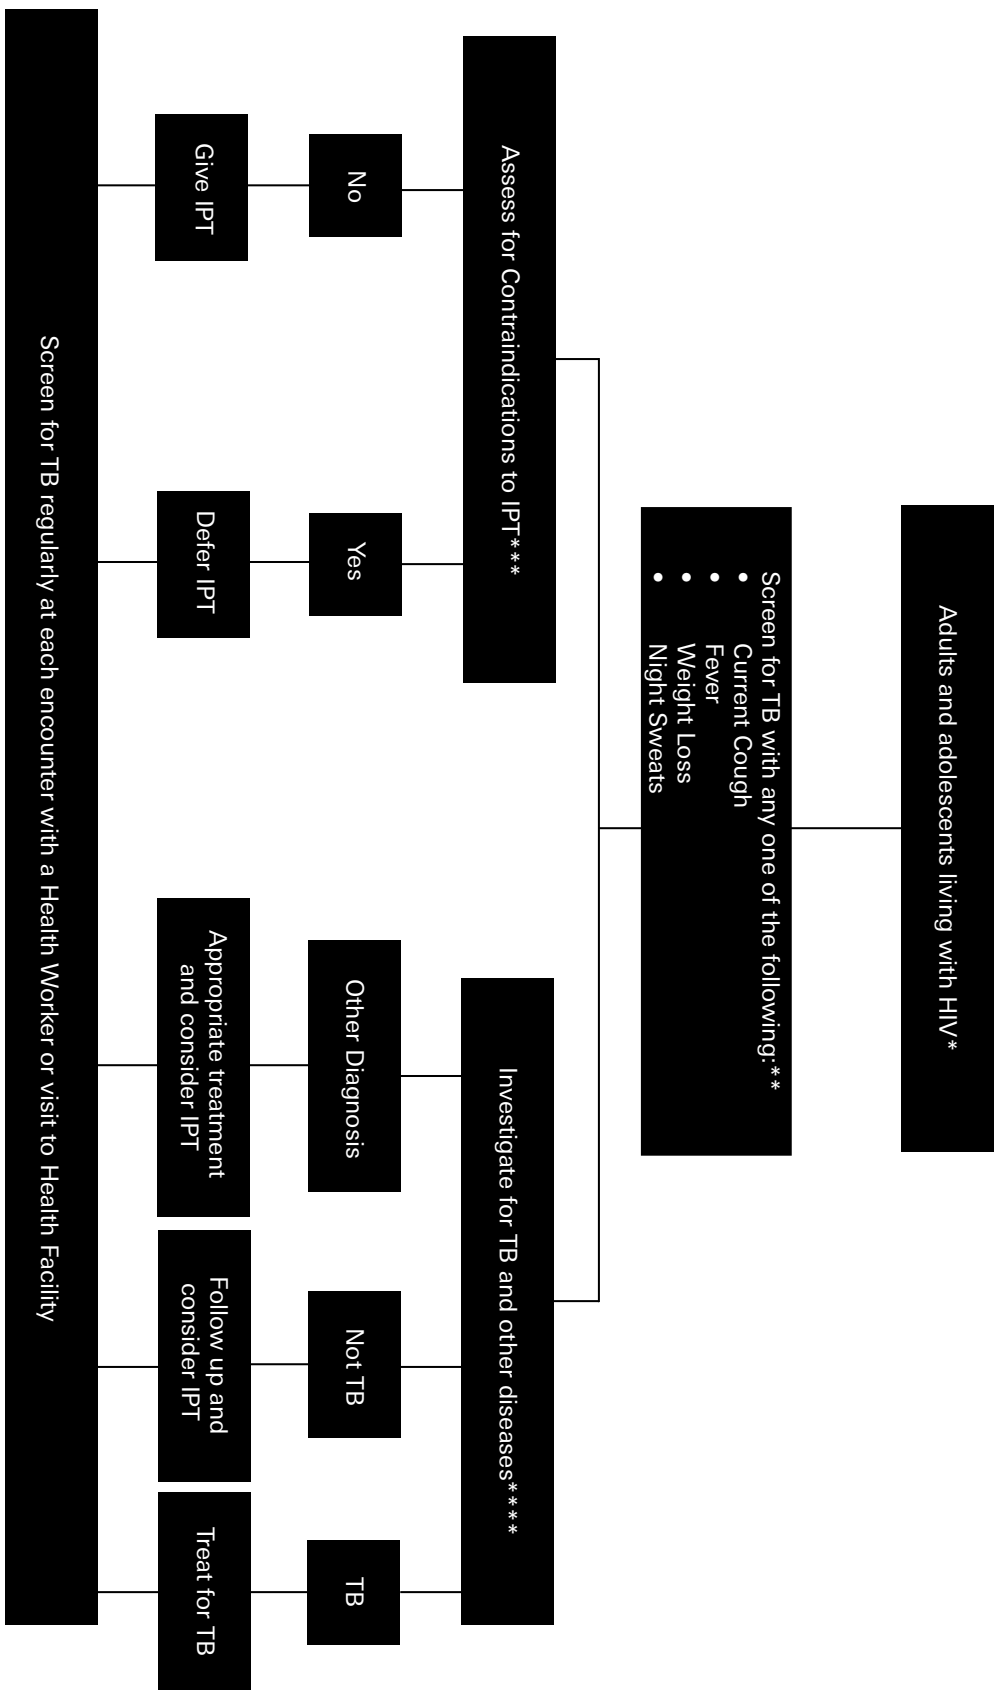 Adults and adolescents living with HIV*
Screen for TB with any one of the following:**
• Current Cough
• Fever
• Weight Loss
• Night Sweats
Assess for Contraindications to IPT***
Investigate for TB and other diseases****
No
Yes
Other Diagnosis
Not TB
TB
Give IPT
Defer IPT
Appropriate treatment
and consider IPT
Follow up and
consider IPT
Treat for TB
Screen for TB regularly at each encounter with a Health Worker or visit to Health Facility